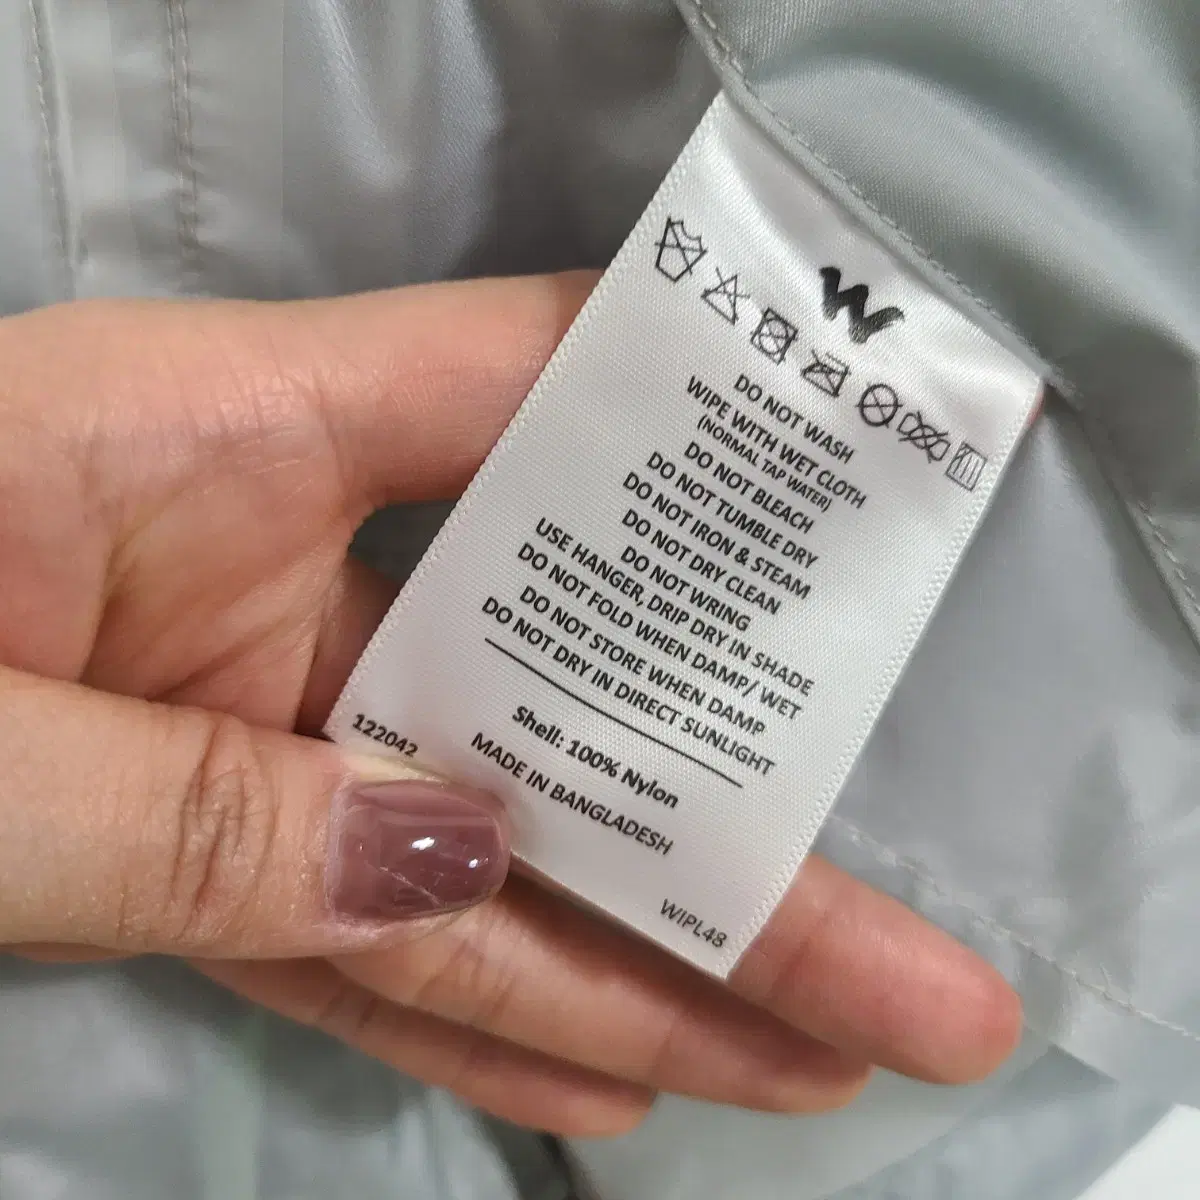 W
DO NOT WASH
WIPE WITH WET CLOTH
(NORMAL TAP WATER)
DO NOT BLEACH
DO NOT TUMBLE DRY
DO NOT IRON & STEAM
DO NOT DRY CLEAN
DO NOT WRING
USE HANGER, DRIP DRY IN SHADE
DO NOT FOLD WHEN DAMP/ WET
DO NOT STORE WHEN DAMP
DO NOT DRY IN DIRECT SUNLIGHT
Shell: 100% Nylon
MADE IN BANGLADESH
122042
WIPL48